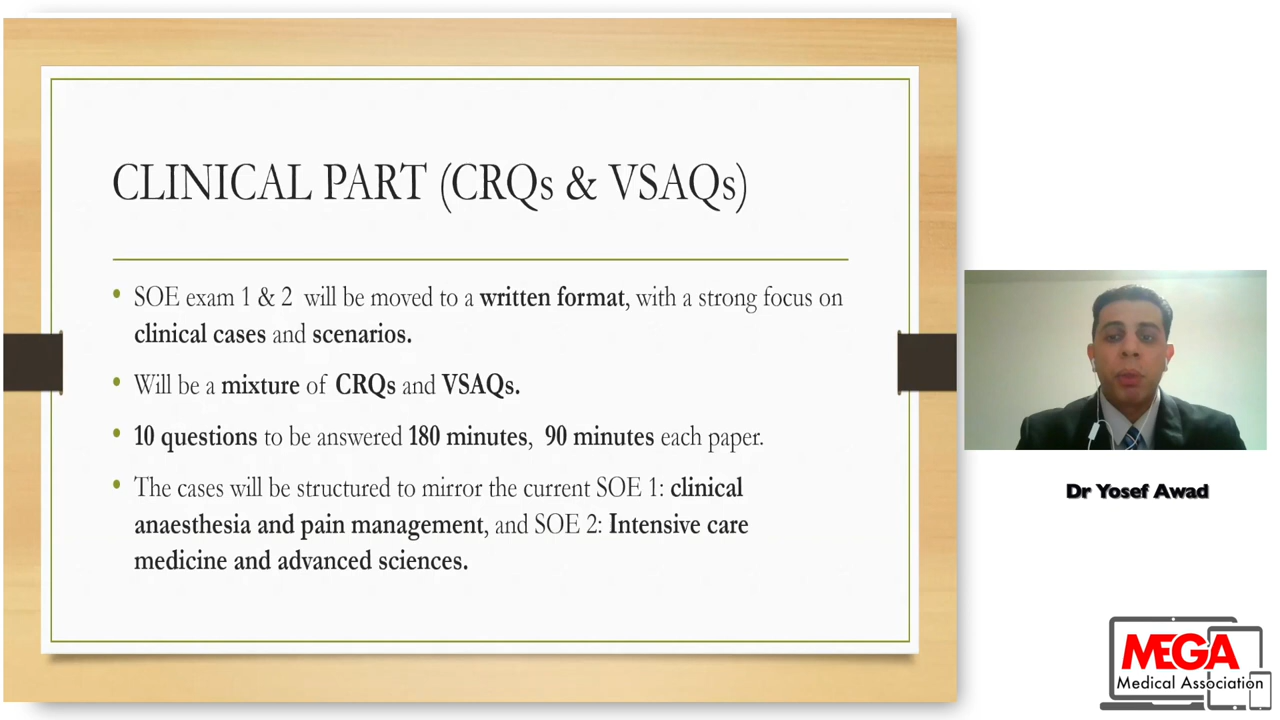 CLINICAL PART (CRQs & VSAQs)
• SOE exam 1 & 2 will be moved to a written format, with a strong focus on
clinical cases and scenarios.
• Will be a mixture of CRQs and VSAQs.
• 10 questions to be answered 180 minutes, 90 minutes each paper.
• The cases will be structured to mirror the current SOE 1: clinical
anaesthesia and pain management, and SOE 2: Intensive care
medicine and advanced sciences.
Dr Yosef Awad
MEGA
Medical Association